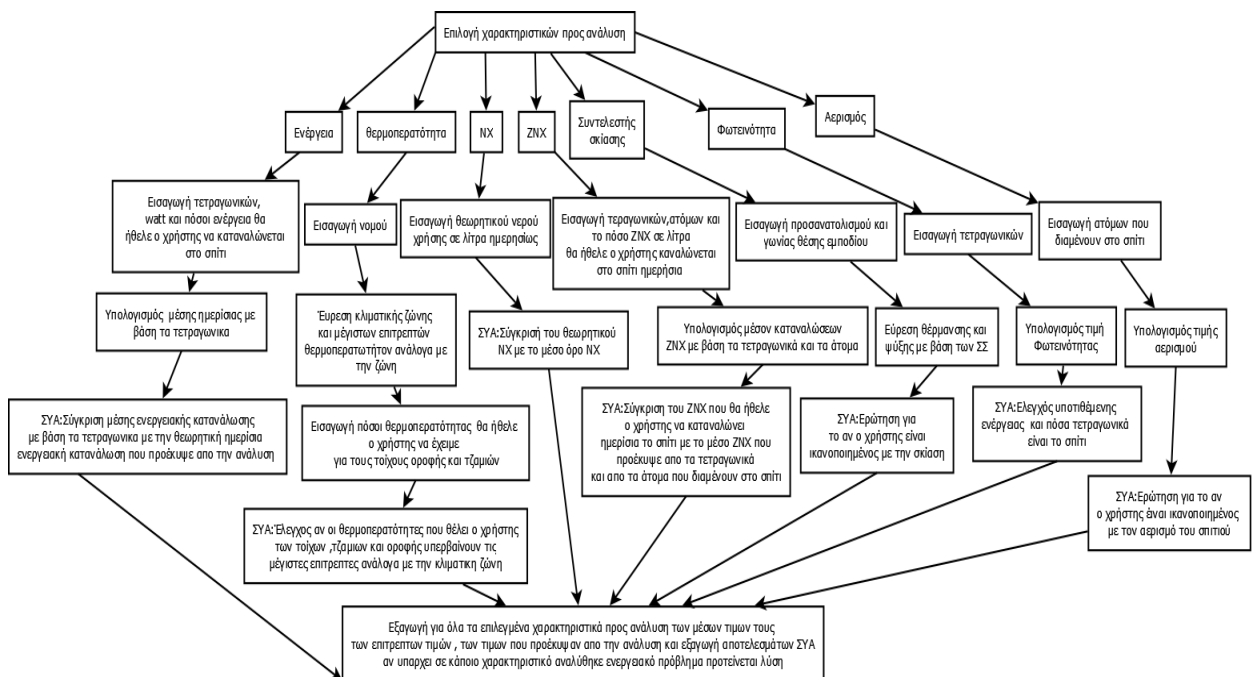 Επιλογή χαρακτηριστικών προς ανάλυση
Ενέργεια
θερμοπερατότητα
ΝΧ
ΖΝΧ
Συντελεστής
σκίασης
Φωτεινότητα
Αερισμός
Εισαγωγή τετραγωνικών,
watt και πόσοι ενέργεια θα
ήθελε ο χρήστης να καταναλώνεται
στο σπίτι
Εισαγωγή νομού
Εισαγωγή θεωρητικού νερού
χρήσης σε λίτρα ημερησίως
Εισαγωγή τεραγωνικών,ατόμων και
το πόσο ΖΝΧ σε λίτρα
θα ήθελε ο χρήστης καναλώνεται
στο σπίτι ημερήσια
Εισαγωγή προσανατολισμού και
γωνίας θέσης εμποδίου
Εισαγωγή τετραγωνικών
Εισαγωγή ατόμων που
διαμένουν στο σπίτι
Υπολογισμός μέσης ημερίσιας με
βάση τα τετραγωνικα
Έυρεση κλιματικής ζώνης
και μέγιστων επιτρεπτών
θερμοπερατωτήτον ανάλογα με
την ζώνη
ΣΥΑ:Σύγκρισή του θεωρητικού
ΝΧ με το μέσο όρο ΝΧ
Υπολογισμός μέσον καταναλώσεων
ΖΝΧ με βάση τα τετραγωνικά και τα άτομα
Εύρεση θέρμανσης και
ψύξης με βάση των ΣΣ
Υπολογισμός τιμή
Φωτεινότητας
Υπολογισμός τιμής
αερισμού
ΣΥΑ:Σύγκριση μέσης ενεργειακής κατανάλωσης
με βάση τα τετραγωνικα με την θεωρητική ημερίσια
ενεργειακή κατανάλωση που προέκυψε απο την ανάλυση
Εισαγωγή πόσοι θερμοπερατότητας θα ήθελε
ο χρήστης να έχειμε
για τους τοίχους οροφής και τζαμιών
ΣΥΑ:Σύγκριση του ΖΝΧ που θα ήθελε
ο χρήστης να καταναλώνει
ημερίσια το σπίτι με το μέσο ΖΝΧ που
προέκυψε απο τα τετραγωνικά
και απο τα άτομα που διαμένουν στο σπίτι
ΣΥΑ:Ερώτηση για
το αν ο χρήστης είναι
ικανοποιημένος με την σκίαση
ΣΥΑ:Ελεγχός υποτιθέμενης
ενέργειας και πόσα τετραγωνικά
είναι το σπίτι
ΣΥΑ:Ερώτηση για το αν
ο χρήστης έιναι ικανοποιημένος
με τον αερισμό του σπιτιού
ΣΥΑ:Έλεγχος αν οι θερμοπερατότητες που θέλει ο χρήστης
των τοίχων ,τζαμιων και οροφής υπερβαίνουν τις
μέγιστες επιτρεπτες ανάλογα με την κλιματικη ζώνη
Εξαγωγή για όλα τα επιλεγμένα χαρακτηριστικά προς ανάλυση των μέσων τιμων τους
των επιτρεπτων τιμών , των τιμων που προέκυψαν απο την ανάλυση και εξαγωγή αποτελεσμάτων ΣΥΑ
αν υπαρχει σε κάποιο χαρακτηριστικό αναλύθηκε ενεργειακό πρόβλημα προτείνεται λύση